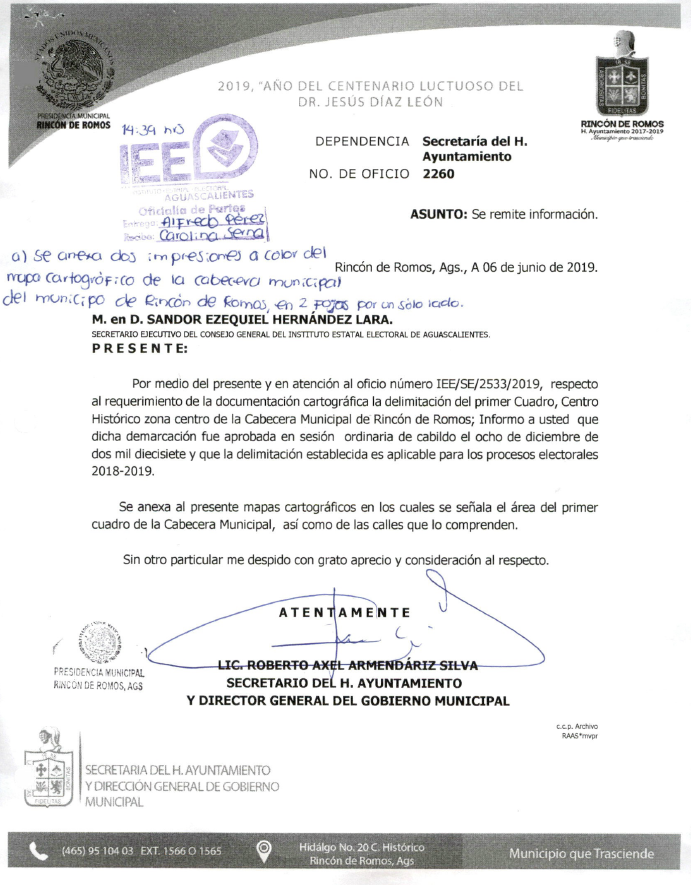 ESTADOS UNIDOS MEXICANOS
PRESIDENCIA MUNICIPAL
RINCÓN DE ROMOS
2019, "AÑO DEL CENTENARIO LUCTUOSO DEL
DR. JESÚS DÍAZ LEÓN
RINCÓN DE ROMOS
H. Ayuntamiento 2017-2019
Municipio que trasciende
14:39
IEE
AGUASCALIENTES
Oficialía de Partes
Entregó: Alfredo Pérez
Recibió: Carolina Serna
DEPENDENCIA Secretaría del H.
Ayuntamiento
NO. DE OFICIO 2260
ASUNTO: Se remite información.
a) Se anexa dos impresiones a color del
mapa cartográfico de la cabecera municipal
del municipo de Rincón de Romos, en 2 fojas por un sólo lado.
Rincón de Romos, Ags., A 06 de junio de 2019.
M. en D. SANDOR EZEQUIEL HERNÁNDEZ LARA.
SECRETARIO EJECUTIVO DEL CONSEJO GENERAL DEL INSTITUTO ESTATAL ELECTORAL DE AGUASCALIENTES.
P R E S E N T E:
Por medio del presente y en atención al oficio número IEE/SE/2533/2019, respecto
al requerimiento de la documentación cartográfica la delimitación del primer Cuadro, Centro
Histórico zona centro de la Cabecera Municipal de Rincón de Romos; Informo a usted que
dicha demarcación fue aprobada en sesión ordinaria de cabildo el ocho de diciembre de
dos mil diecisiete y que la delimitación establecida es aplicable para los procesos electorales
2018-2019.
Se anexa al presente mapas cartográficos en los cuales se señala el área del primer
cuadro de la Cabecera Municipal, así como de las calles que lo comprenden.
Sin otro particular me despido con grato aprecio y consideración al respecto.
A T E N T A M E N T E
LIC. ROBERTO AXEL ARMENDÁRIZ SILVA
SECRETARIO DEL H. AYUNTAMIENTO
Y DIRECTOR GENERAL DEL GOBIERNO MUNICIPAL
PRESIDENCIA MUNICIPAL
RINCÓN DE ROMOS, AGS
c.c.p. Archivo
RAAS*mvpr
FIDELITAS
SECRETARIA DEL H. AYUNTAMIENTO
Y DIRECCIÓN GENERAL DE GOBIERNO
MUNICIPAL
(465) 95 104 03 EXT. 1566 O 1565
Hidálgo No. 20 C. Histórico
Rincón de Romos, Ags
Municipio que Trasciende